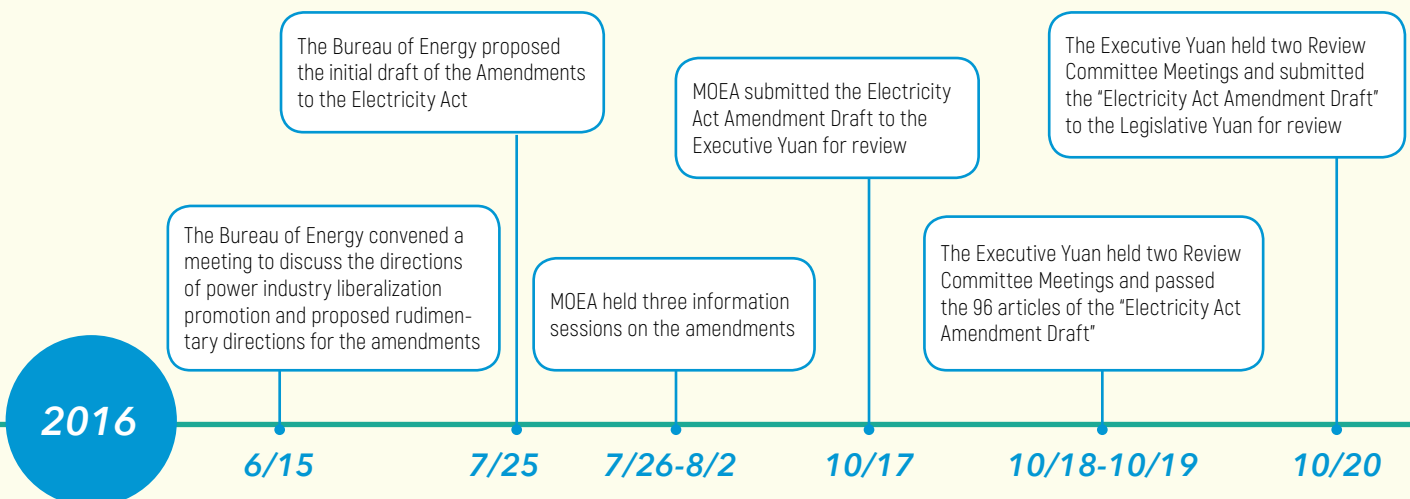 The Bureau of Energy proposed
the initial draft of the Amendments
to the Electricity Act
MOEA submitted the Electricity
Act Amendment Draft to the
Executive Yuan for review
The Executive Yuan held two Review
Committee Meetings and submitted
the "Electricity Act Amendment Draft"
to the Legislative Yuan for review
The Bureau of Energy convened a
meeting to discuss the directions
of power industry liberalization
promotion and proposed rudimen-
tary directions for the amendments
MOEA held three information
sessions on the amendments
The Executive Yuan held two Review
Committee Meetings and passed
the 96 articles of the "Electricity Act
Amendment Draft"
2016
6/15
7/25
7/26-8/2
10/17
10/18-10/19
10/20